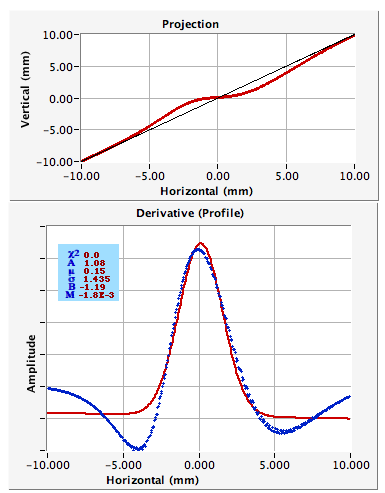 Projection
10.00
5.00
0.00
-5.00
-10.00
Vertical (mm)
-10.00 -5.00 0.00 5.00 10.00
Horizontal (mm)
Derivative (Profile)
χ2 0.0
A 1.08
μ 0.15
σ 1.435
B -1.19
M -1.8E-3
Amplitude
-10.000 -5.000 0.000 5.000 10.000
Horizontal (mm)